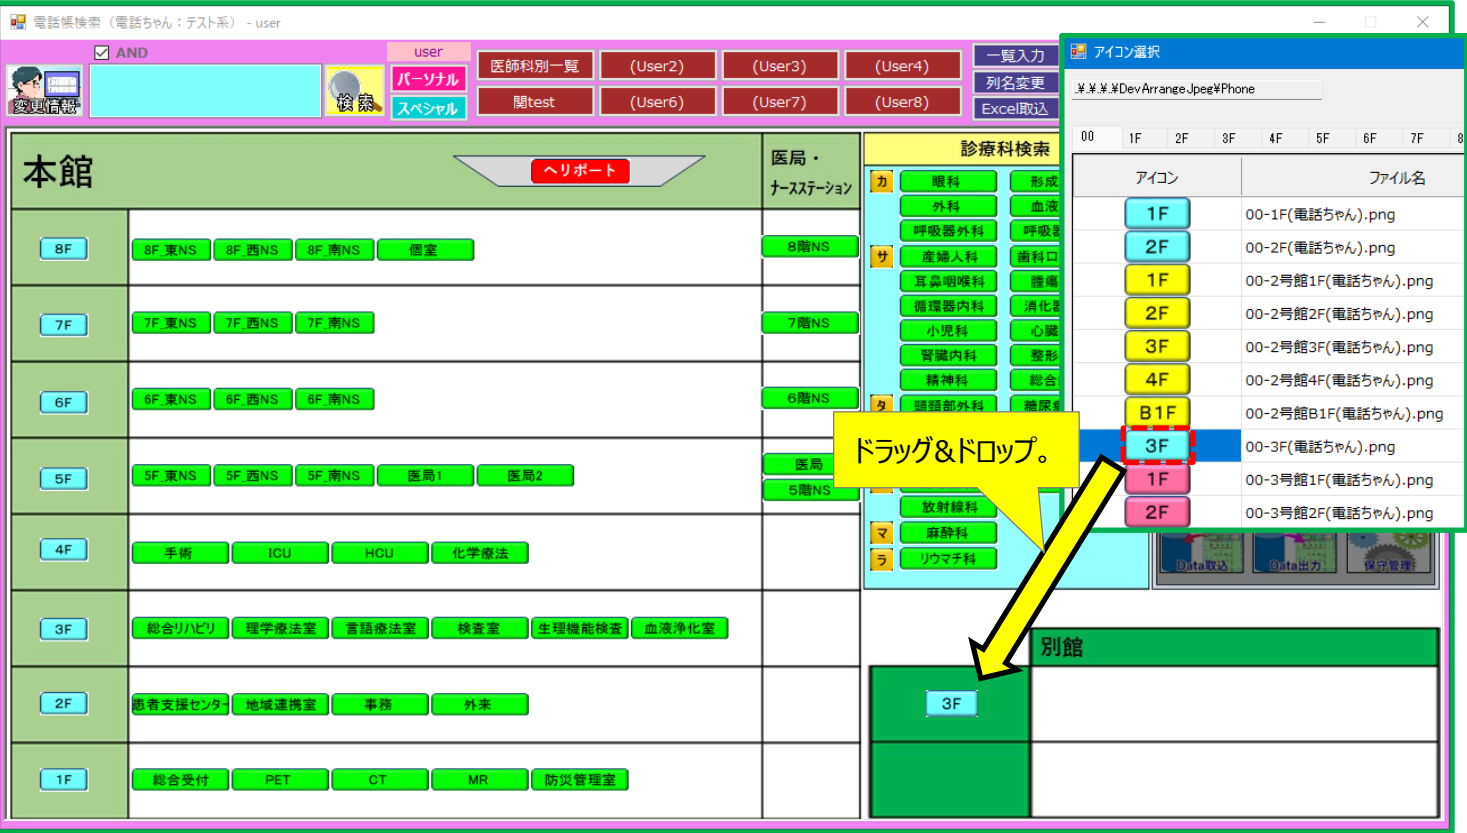 電話帳検索（電話ちゃん：テスト系） - user
AND
変更情報
検索
user
パーソナル
スペシャル
医師科別一覧
(User2)
(User3)
(User4)
関test
(User6)
(User7)
(User8)
一覧入力
列名変更
Excel取込
アイコン選択
.¥.¥.¥.¥DevArrangeJpeg¥Phone
00 1F 2F 3F 4F 5F 6F 7F 8
アイコン ファイル名
1F 00-1F(電話ちゃん).png
2F 00-2F(電話ちゃん).png
1F 00-2号館1F(電話ちゃん).png
2F 00-2号館2F(電話ちゃん).png
3F 00-2号館3F(電話ちゃん).png
4F 00-2号館4F(電話ちゃん).png
B1F 00-2号館B1F(電話ちゃん).png
3F 00-3F(電話ちゃん).png
1F 00-3号館1F(電話ちゃん).png
2F 00-3号館2F(電話ちゃん).png
本館
ヘリポート
医局・
ナースステーション
8F 8F_東NS 8F_西NS 8F_南NS 個室 8階NS
7F 7F_東NS 7F_西NS 7F_南NS 7階NS
6F 6F_東NS 6F_西NS 6F_南NS 6階NS
5F 5F_東NS 5F_西NS 5F_南NS 医局1 医局2 医局
5階NS
4F 手術 ICU HCU 化学療法
3F 総合リハビリ 理学療法室 言語療法室 検査室 生理機能検査 血液浄化室
2F 患者支援センター 地域連携室 事務 外来
1F 総合受付 PET CT MR 防災管理室
診療科検索
カ 眼科 形成
外科 血液
呼吸器外科 呼吸器
サ 産婦人科 歯科口
耳鼻咽喉科 腫瘍
循環器内科 消化器
小児科 心臓
腎臓内科 整形
精神科 総合
タ 頭頸部外科 糖尿病
ドラッグ&ドロップ。
放射線科
マ 麻酔科
ラ リウマチ科
Data取込
Data出力
保守管理
別館
3F